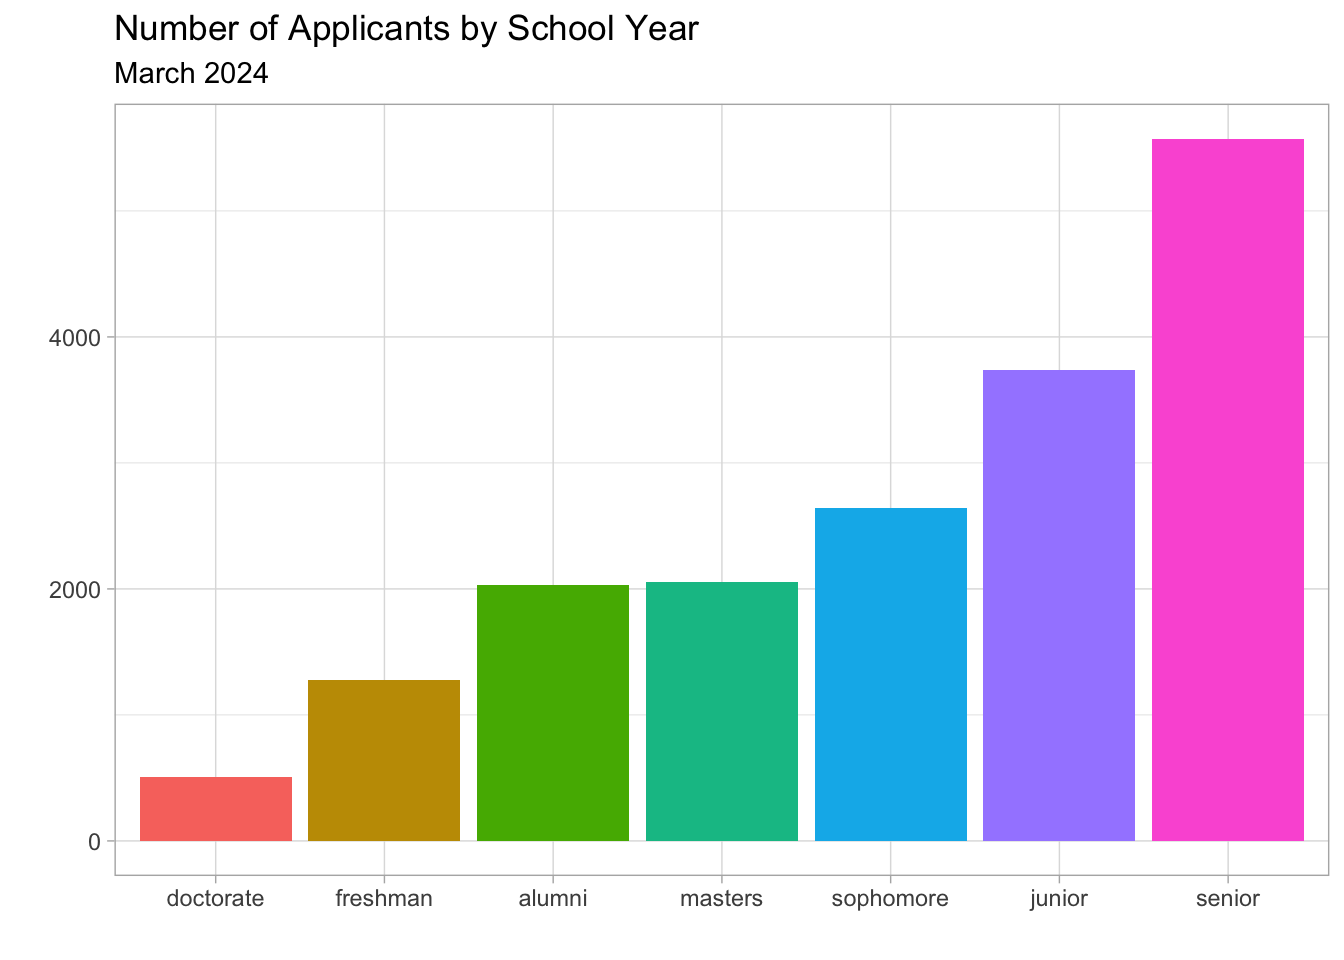 Number of Applicants by School Year
March 2024
4000
2000
0
doctorate freshman alumni masters sophomore junior senior